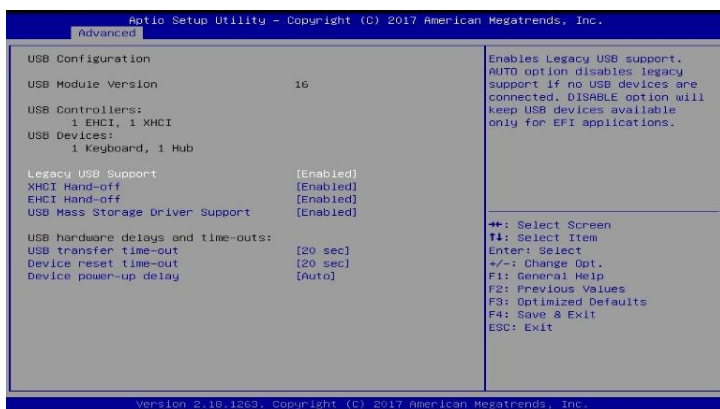 Aptio Setup Utility – Copyright (C) 2017 American Megatrends, Inc.
Advanced
USB Configuration
USB Module Version 16
USB Controllers:
1 EHCI, 1 XHCI
USB Devices:
1 Keyboard, 1 Hub
Legacy USB Support [Enabled]
XHCI Hand-off [Enabled]
EHCI Hand-off [Enabled]
USB Mass Storage Driver Support [Enabled]
USB hardware delays and time-outs:
USB transfer time-out [20 sec]
Device reset time-out [20 sec]
Device power-up delay [Auto]
Enables Legacy USB support.
AUTO option disables legacy
support if no USB devices are
connected. DISABLE option will
keep USB devices available
only for EFI applications.
→←: Select Screen
↑↓: Select Item
Enter: Select
+/-: Change Opt.
F1: General Help
F2: Previous Values
F3: Optimized Defaults
F4: Save & Exit
ESC: Exit
Version 2.18.1263. Copyright (C) 2017 American Megatrends, Inc.